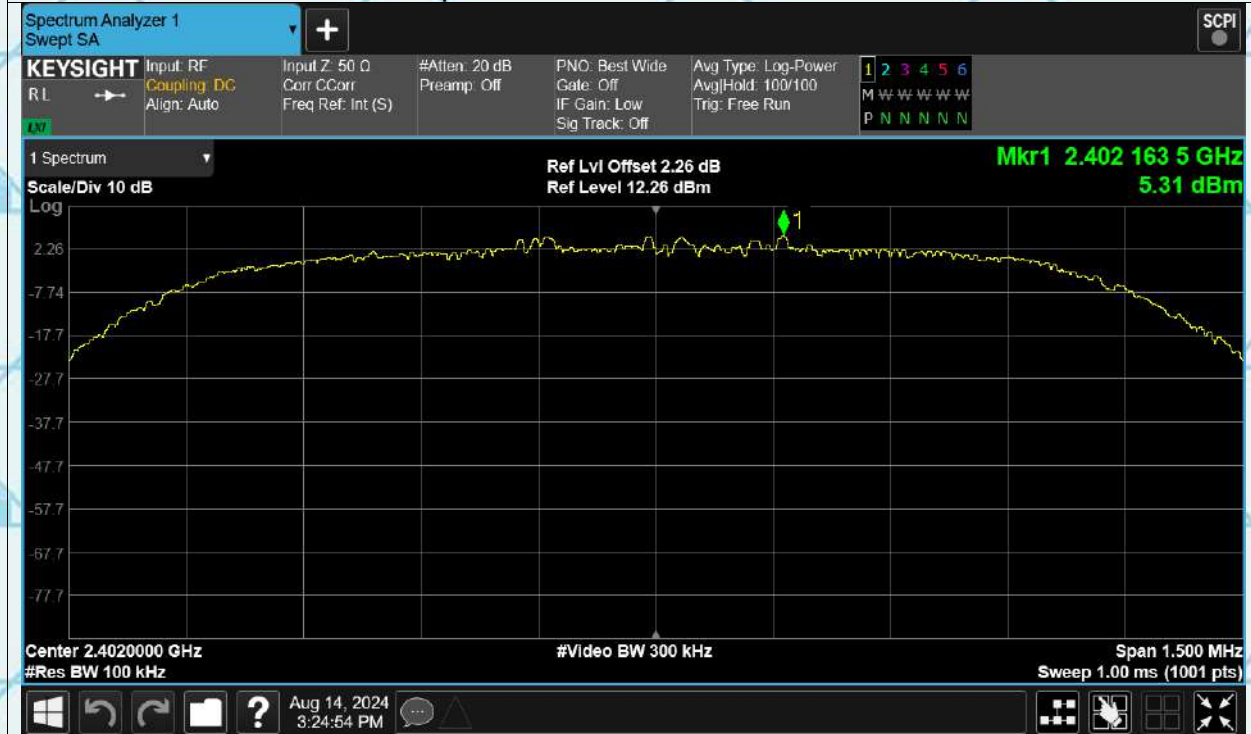 Spectrum Analyzer 1
Swept SA
+
SCPI
KEYSIGHT
RL
LXI
Input: RF
Coupling: DC
Align: Auto
Input Z: 50 Ω
Corr CCorr
Freq Ref: Int (S)
#Atten: 20 dB
Preamp: Off
PNO: Best Wide
Gate: Off
IF Gain: Low
Sig Track: Off
Avg Type: Log-Power
Avg|Hold: 100/100
Trig: Free Run
1 2 3 4 5 6
M W W W W W
P N N N N N
1 Spectrum
Scale/Div 10 dB
Ref Lvl Offset 2.26 dB
Ref Level 12.26 dBm
Mkr1 2.402 163 5 GHz
5.31 dBm
Log
1
2.26
-7.74
-17.7
-27.7
-37.7
-47.7
-57.7
-67.7
-77.7
Center 2.4020000 GHz
#Video BW 300 kHz
Span 1.500 MHz
#Res BW 100 kHz
Sweep 1.00 ms (1001 pts)
?
Aug 14, 2024
3:24:54 PM